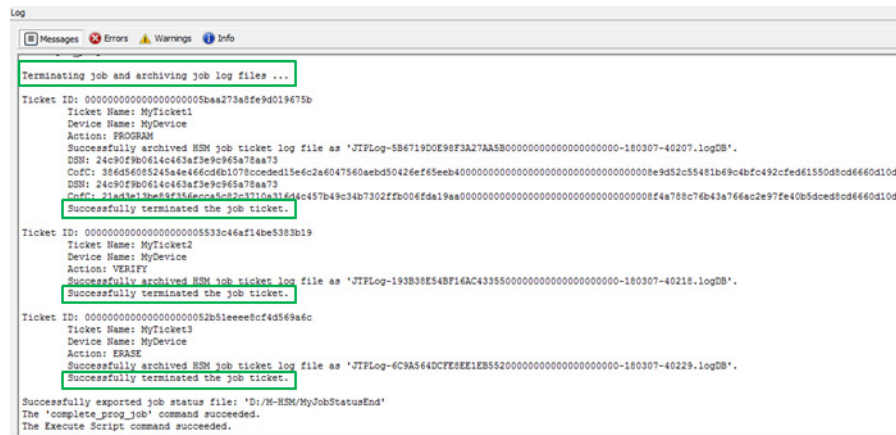 Log
Messages Errors Warnings Info
Terminating job and archiving job log files ...
Ticket ID: 000000000000000000005baa273a8fe9d019675b
Ticket Name: MyTicket1
Device Name: MyDevice
Action: PROGRAM
Successfully archived HSM job ticket log file as 'JTPLog-5B6719D0E98F3A27AA5B00000000000000000000-180307-40207.logDB'.
DSN: 24c90f9b0614c463af3e9c965a78aa73
CofC:
DSN: 24c90f9b0614c463af3e9c965a78aa73
CofC:
Successfully terminated the job ticket.
Ticket ID: 000000000000000000005533c46af14be5383b19
Ticket Name: MyTicket2
Device Name: MyDevice
Action: VERIFY
Successfully archived HSM job ticket log file as 'JTPLog-193B38E54BF16AC4335500000000000000000000-180307-40218.logDB'.
Successfully terminated the job ticket.
Ticket ID: 000000000000000000052b51eeee8cf4d569a6c
Ticket Name: MyTicket3
Device Name: MyDevice
Action: ERASE
Successfully archived HSM job ticket log file as 'JTPLog-6C9A564DCFE8EE1EB55200000000000000000000-180307-40229.logDB'.
Successfully terminated the job ticket.
Successfully exported job status file: 'D:/M-HSM/MyJobStatusEnd'
The 'complete_prog_job' command succeeded.
The Execute Script command succeeded.